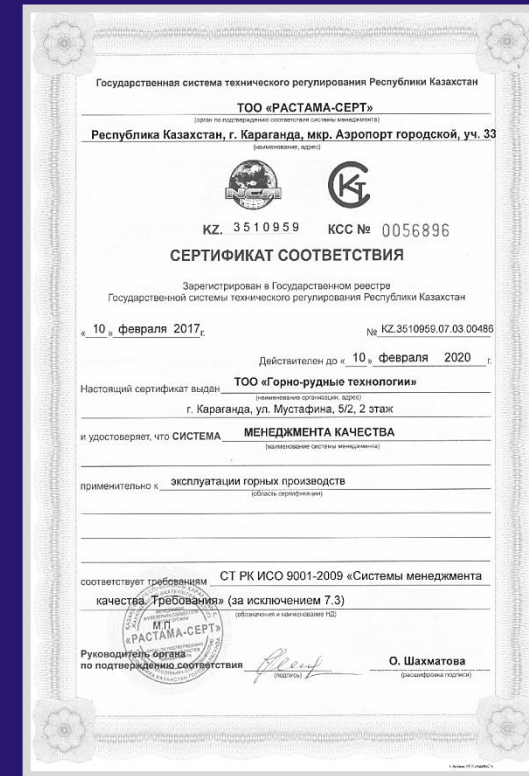 Государственная система технического регулирования Республики Казахстан
ТОО «РАСТАМА-СЕРТ»
(орган по подтверждению соответствия системы менеджмента)
Республика Казахстан, г. Караганда, мкр. Аэропорт городской, уч. 33
(наименование, адрес)
NCA
KZ. 3510959 КСС № 0056896
СЕРТИФИКАТ СООТВЕТСТВИЯ
Зарегистрирован в Государственном реестре
Государственной системы технического регулирования Республики Казахстан
« 10 » февраля 2017 г. № KZ.3510959.07.03.00486
Действителен до « 10 » февраля 2020 г.
Настоящий сертификат выдан ТОО «Горно-рудные технологии»
(наименование организации, адрес)
г. Караганда, ул. Мустафина, 5/2, 2 этаж
и удостоверяет, что СИСТЕМА МЕНЕДЖМЕНТА КАЧЕСТВА
(наименование системы менеджмента)
применительно к эксплуатации горных производств
(область сертификации)
соответствует требованиям СТ РК ИСО 9001-2009 «Системы менеджмента
качества. Требования» (за исключением 7.3)
(обозначения и наименование НД)
М.П.
«РАСТАМА-СЕРТ»
Руководитель органа
по подтверждению соответствия
(подпись)
О. Шахматова
(расшифровка подписи)